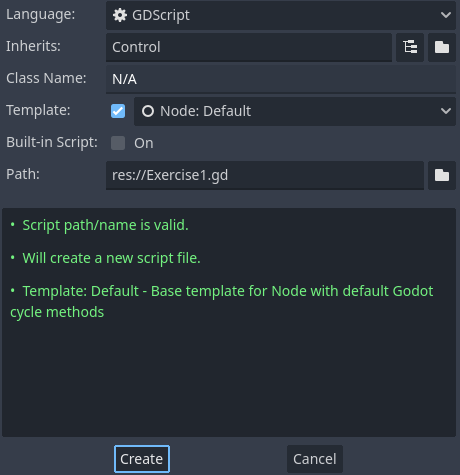 Language: GDScript
Inherits: Control
Class Name: N/A
Template: Node: Default
Built-in Script: On
Path: res://Exercise1.gd
• Script path/name is valid.
• Will create a new script file.
• Template: Default - Base template for Node with default Godot
cycle methods
Create Cancel